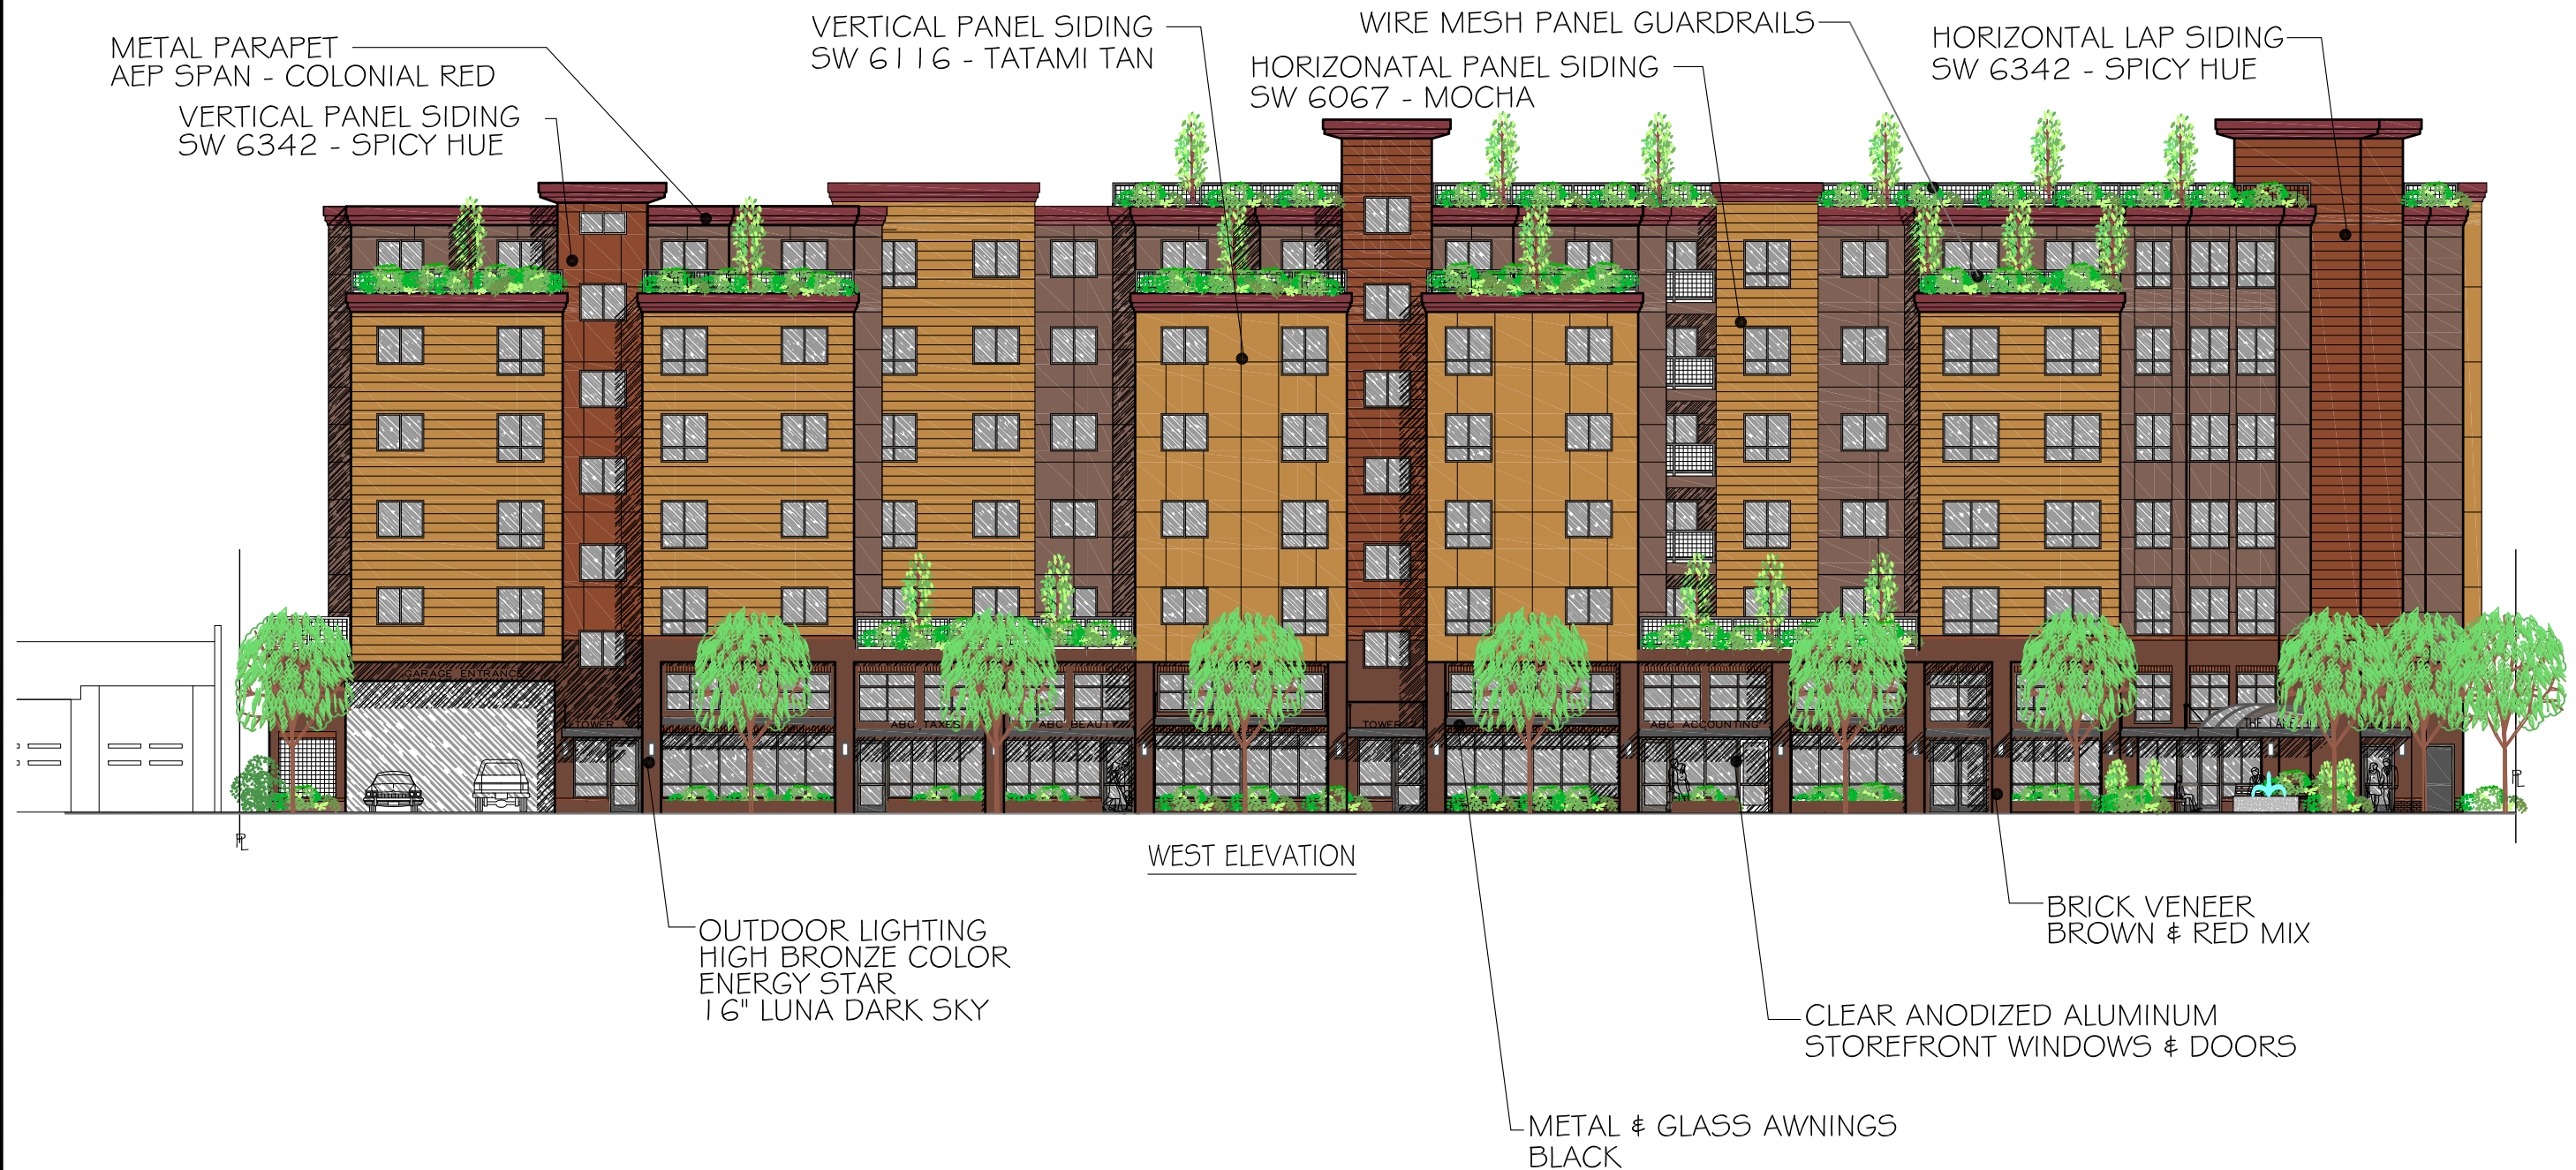 METAL PARAPET
AEP SPAN - COLONIAL RED
VERTICAL PANEL SIDING
SW 6342 - SPICY HUE
VERTICAL PANEL SIDING
SW 6116 - TATAMI TAN
WIRE MESH PANEL GUARDRAILS
HORIZONATAL PANEL SIDING
SW 6067 - MOCHA
HORIZONTAL LAP SIDING
SW 6342 - SPICY HUE
GARAGE ENTRANCE
TOWER
ABC TAXES
ABC BEAUTY
TOWER
ABC ACCOUNTING
THE
PL
PL
WEST ELEVATION
OUTDOOR LIGHTING
HIGH BRONZE COLOR
ENERGY STAR
16" LUNA DARK SKY
BRICK VENEER
BROWN & RED MIX
CLEAR ANODIZED ALUMINUM
STOREFRONT WINDOWS & DOORS
METAL & GLASS AWNINGS
BLACK